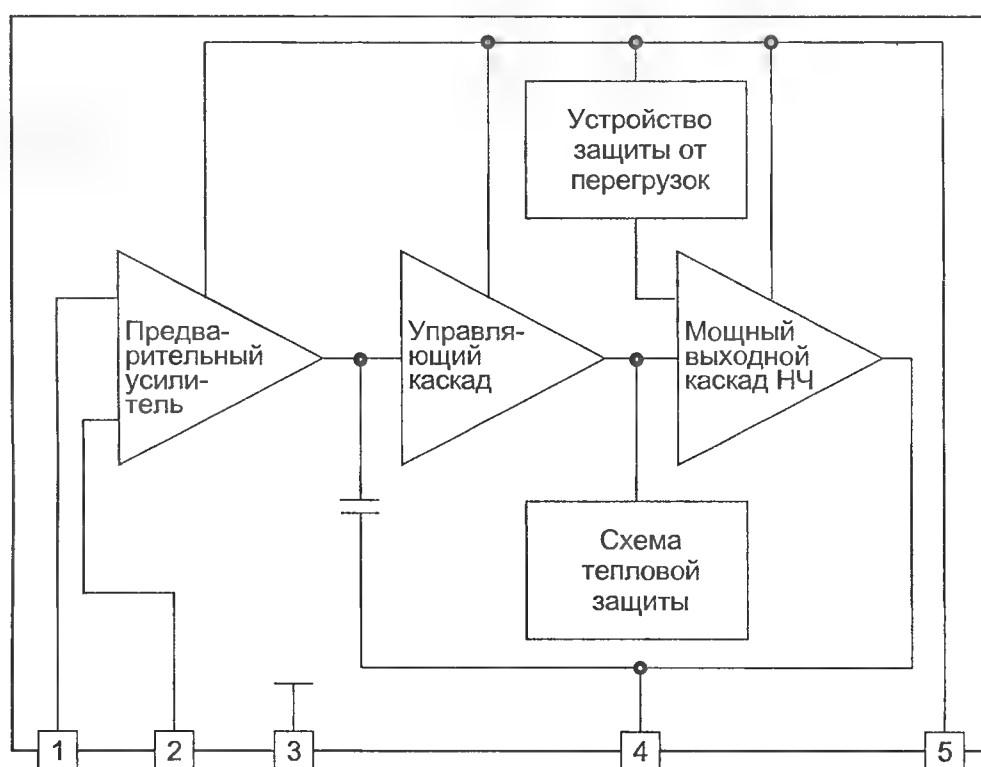 Устройство
защиты от
перегрузок
Предва-
рительный
усили-
тель
Управля-
ющий
каскад
Мощный
выходной
каскад НЧ
Схема
тепловой
защиты
1
2
3
4
5